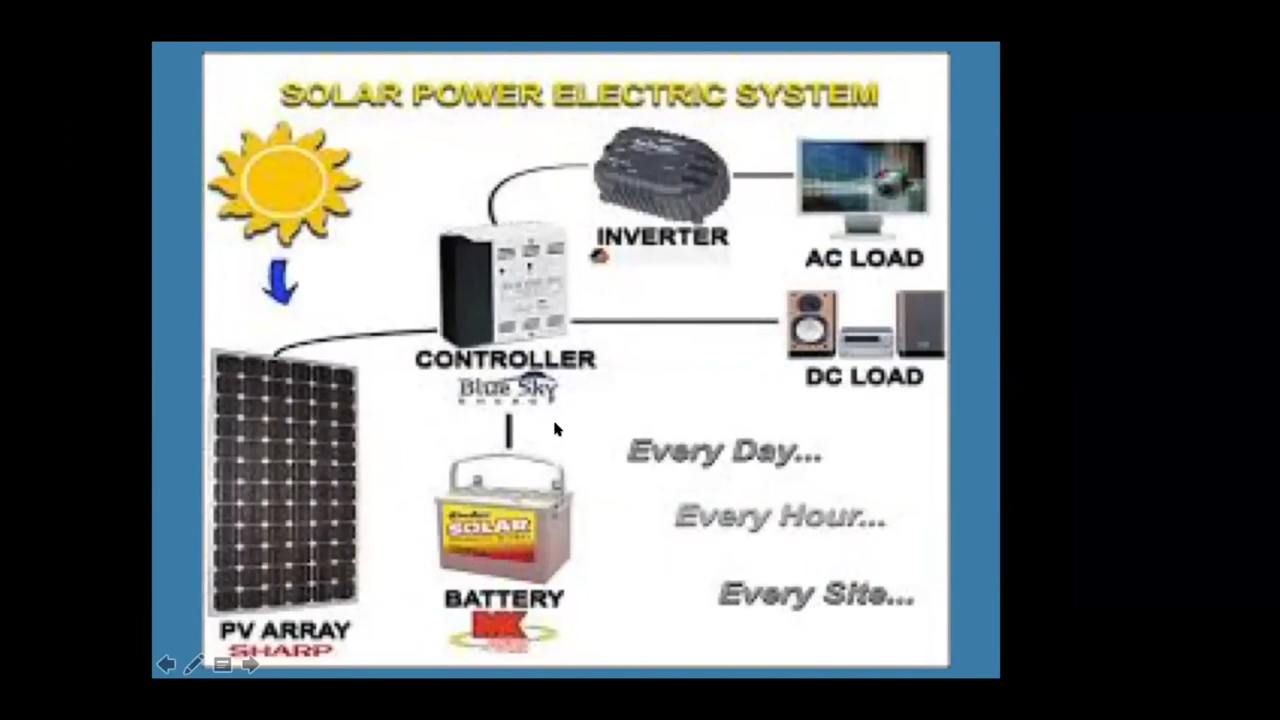 SOLAR POWER ELECTRIC SYSTEM
INVERTER
AC LOAD
CONTROLLER
Blue Sky
DC LOAD
Every Day...
SOLAR
Every Hour...
Every Site...
BATTERY
MK
PV ARRAY
SHARP